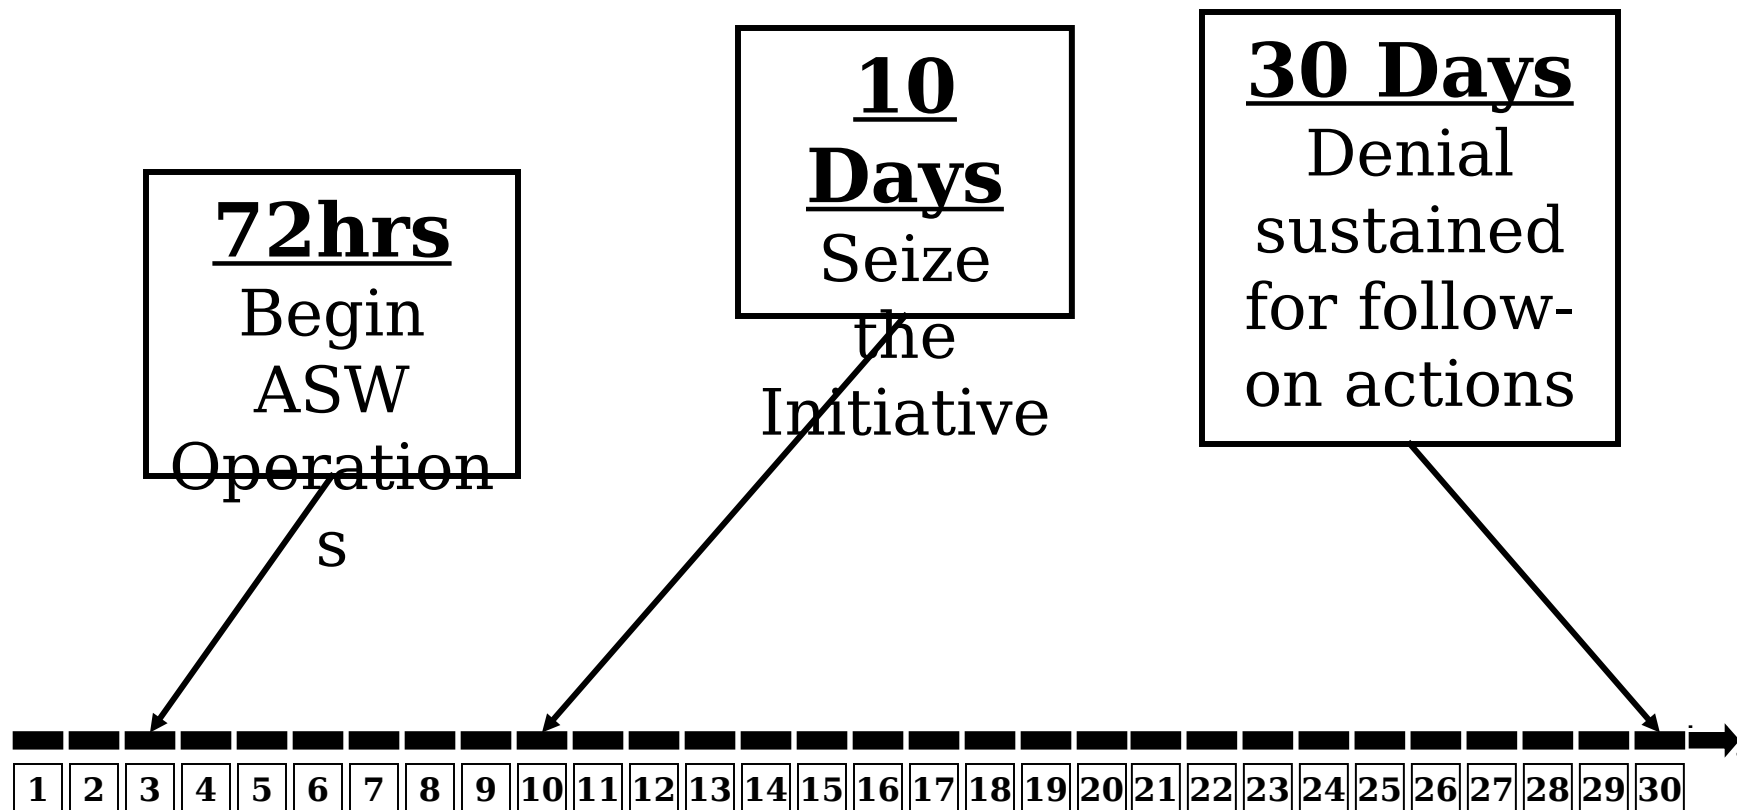 72hrs
Begin
ASW
Operation
s
10
Days
Seize
the
Initiative
30 Days
Denial
sustained
for follow-
on actions
1 2 3 4 5 6 7 8 9 10 11 12 13 14 15 16 17 18 19 20 21 22 23 24 25 26 27 28 29 30